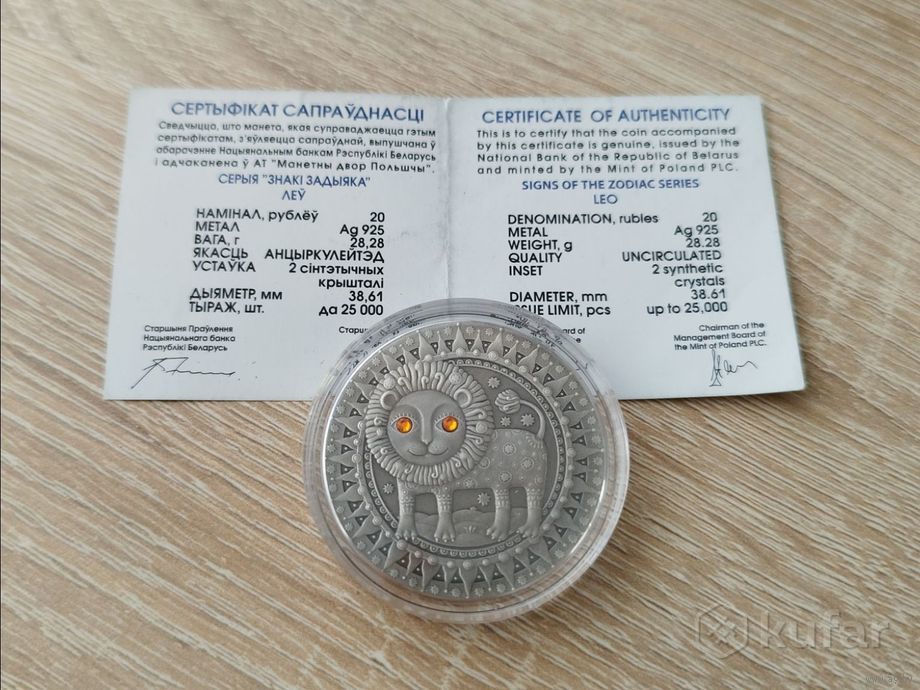 СЕРТЫФІКАТ САПРАЎДНАСЦІ
Сведчыцца, што манета, якая суправаджаецца гэтым
сертыфікатам, з'яўляецца сапраўднай, выпушчана ў
абарачэнне Нацыянальным банкам Рэспублікі Беларусь
і адчаканена ў АТ "Манетны двор Польшчы".
СЕРЫЯ "ЗНАКІ ЗАДЫЯКА"
ЛЕЎ
НАМІНАЛ, рублёў 20
МЕТАЛ Ag 925
ВАГА, г 28,28
ЯКАСЦЬ АНЦЫРКУЛЕЙТЭД
УСТАЎКА 2 сінтэтычных
крышталі
ДЫЯМЕТР, мм 38,61
ТЫРАЖ, шт. да 25 000
Старшыня Праўлення
Нацыянальнага банка
Рэспублікі Беларусь
CERTIFICATE OF AUTHENTICITY
This is to certify that the coin accompanied
by this certificate is genuine, issued by the
National Bank of the Republic of Belarus
and minted by the Mint of Poland PLC.
SIGNS OF THE ZODIAC SERIES
LEO
DENOMINATION, rubles 20
METAL Ag 925
WEIGHT, g 28.28
QUALITY UNCIRCULATED
INSET 2 synthetic
crystals
DIAMETER, mm 38.61
LIMIT, pcs up to 25,000
Board of
Chairman of the
Management Board of
the Mint of Poland PLC.
kufar